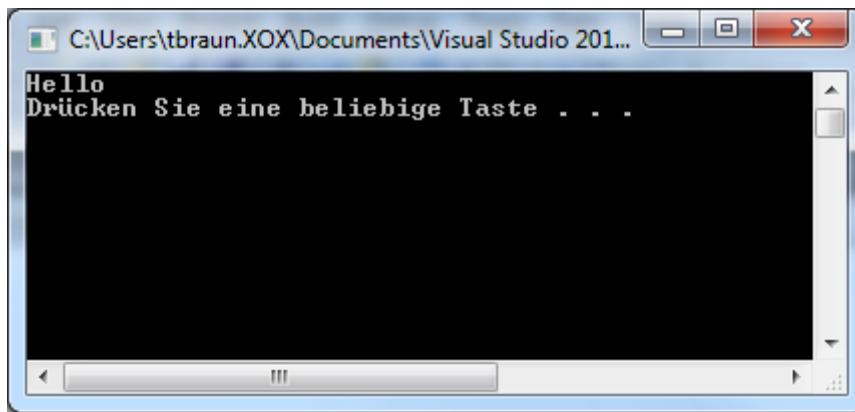 C:\Users\tbraun.XOX\Documents\Visual Studio 201...
Hello
Drücken Sie eine beliebige Taste . . .